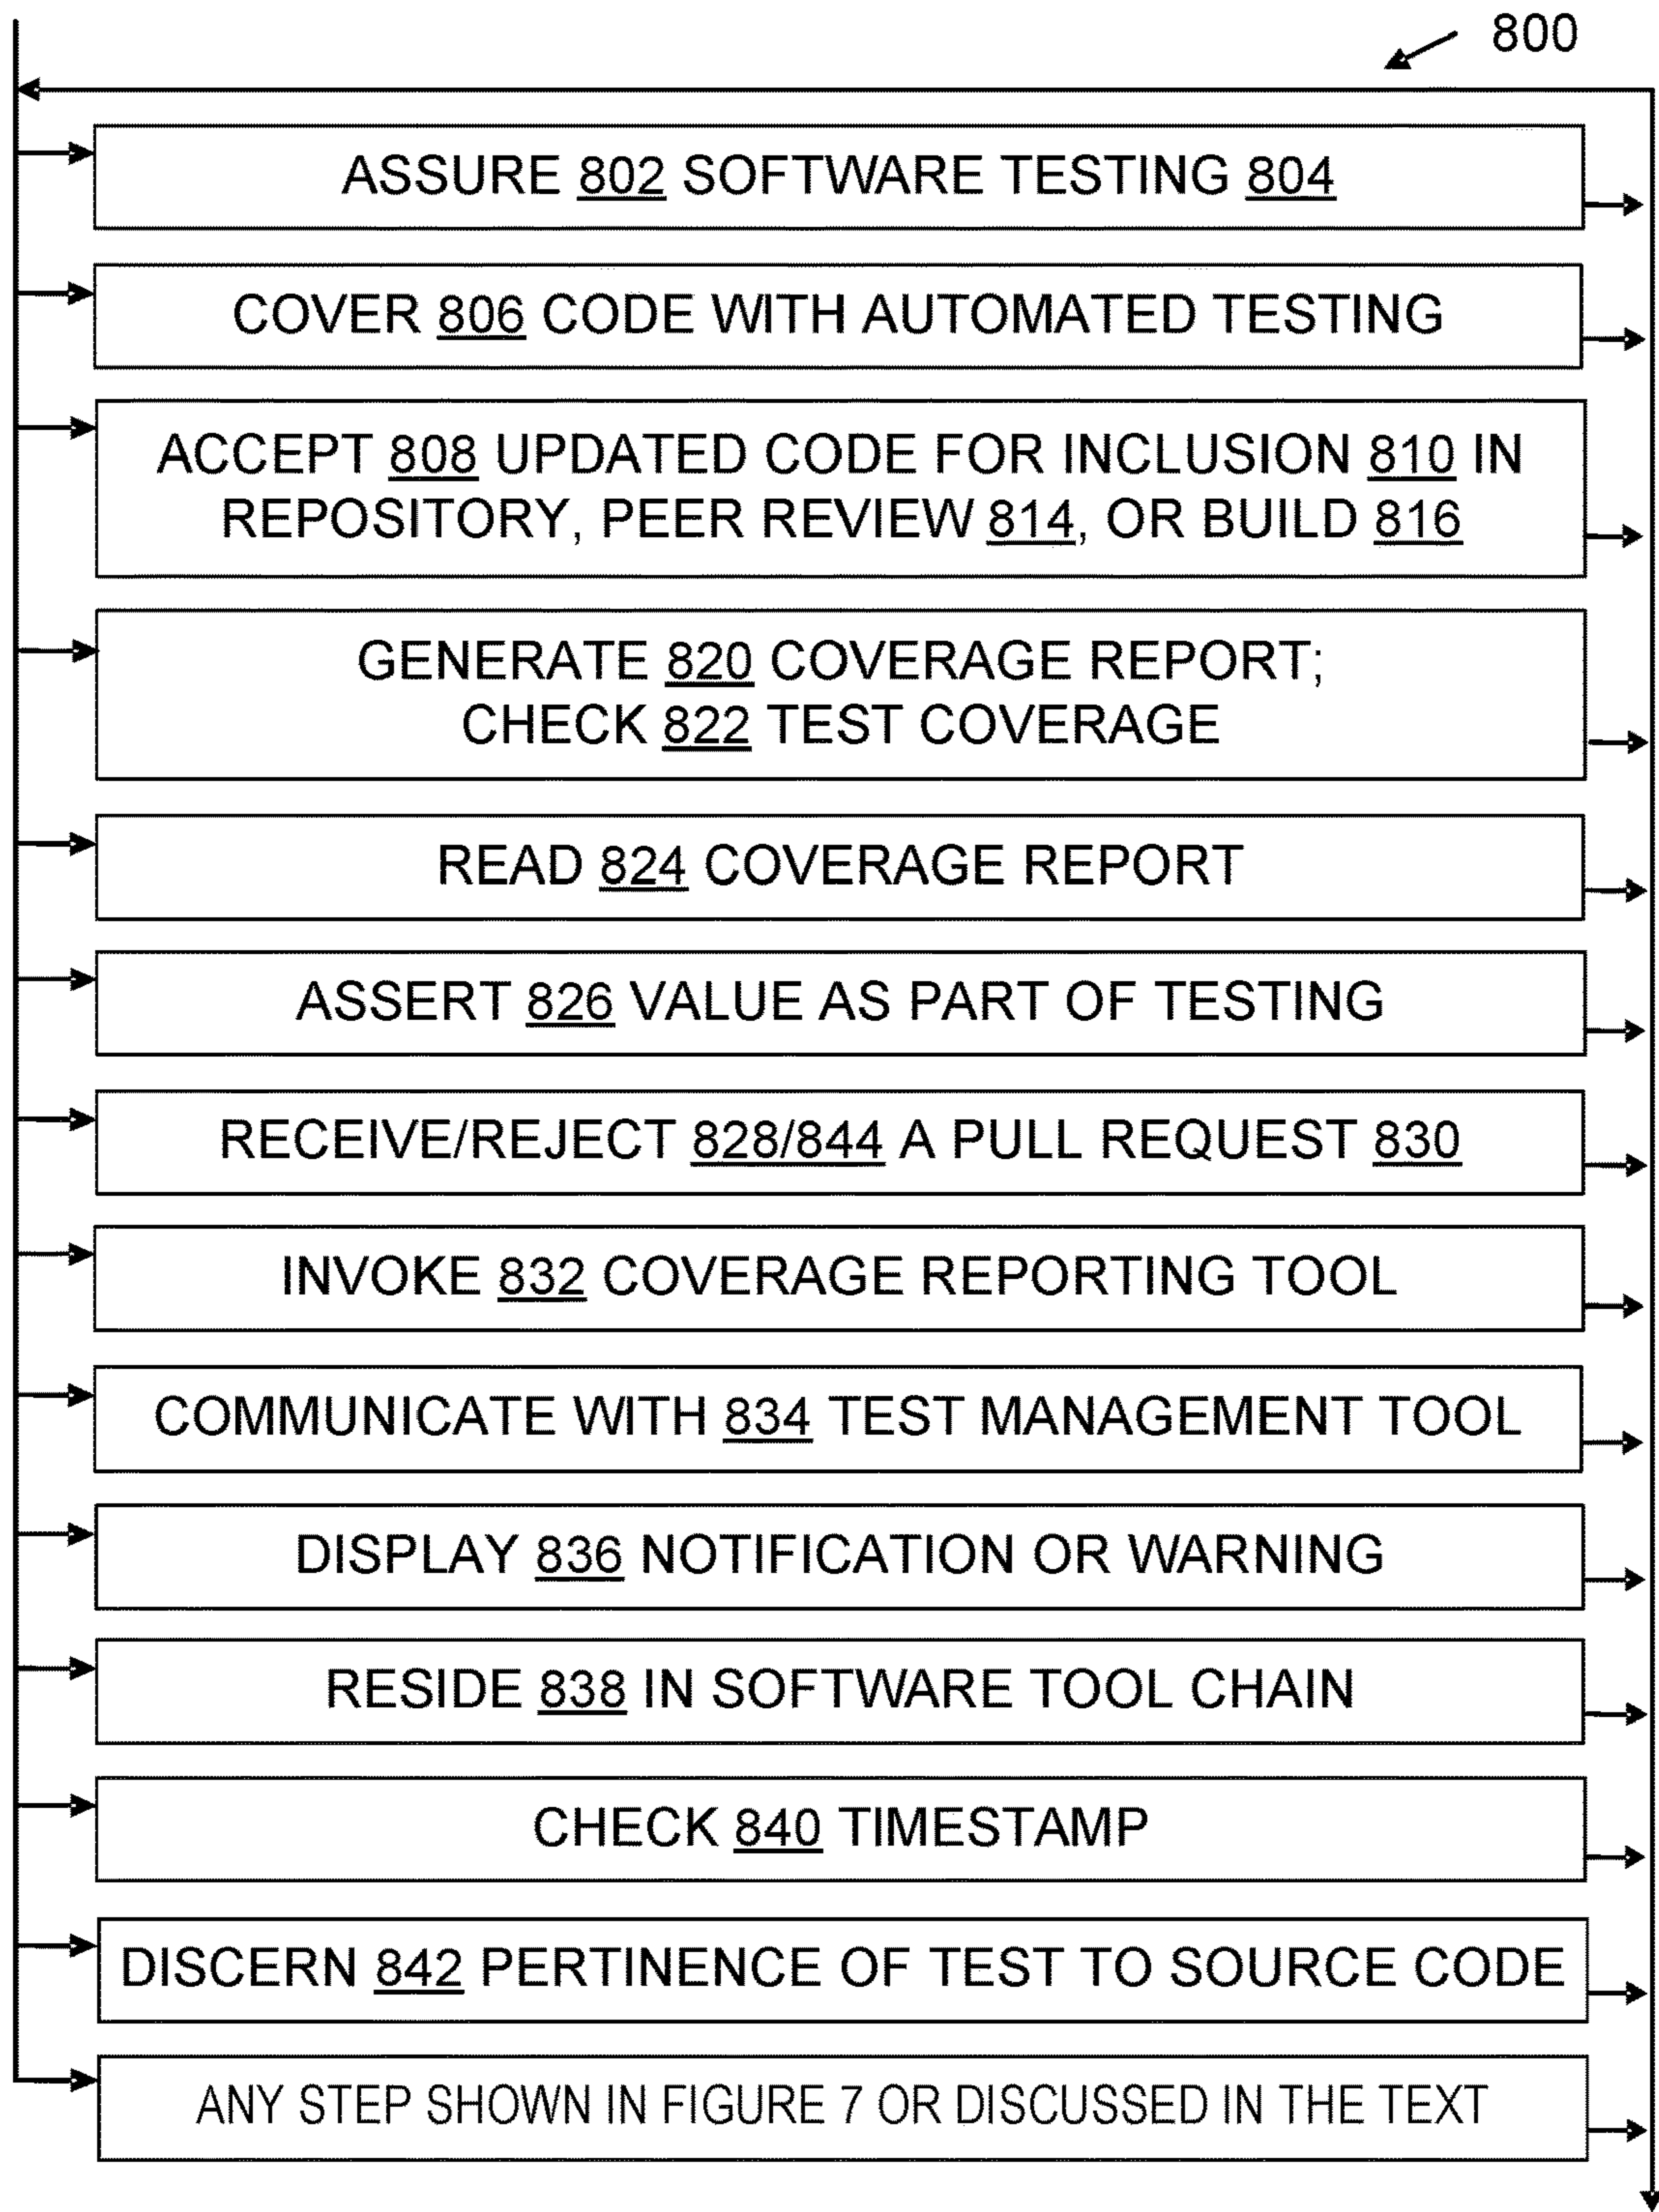 800
ASSURE 802 SOFTWARE TESTING 804
COVER 806 CODE WITH AUTOMATED TESTING
ACCEPT 808 UPDATED CODE FOR INCLUSION 810 IN
REPOSITORY, PEER REVIEW 814, OR BUILD 816
GENERATE 820 COVERAGE REPORT;
CHECK 822 TEST COVERAGE
READ 824 COVERAGE REPORT
ASSERT 826 VALUE AS PART OF TESTING
RECEIVE/REJECT 828/844 A PULL REQUEST 830
INVOKE 832 COVERAGE REPORTING TOOL
COMMUNICATE WITH 834 TEST MANAGEMENT TOOL
DISPLAY 836 NOTIFICATION OR WARNING
RESIDE 838 IN SOFTWARE TOOL CHAIN
CHECK 840 TIMESTAMP
DISCERN 842 PERTINENCE OF TEST TO SOURCE CODE
ANY STEP SHOWN IN FIGURE 7 OR DISCUSSED IN THE TEXT